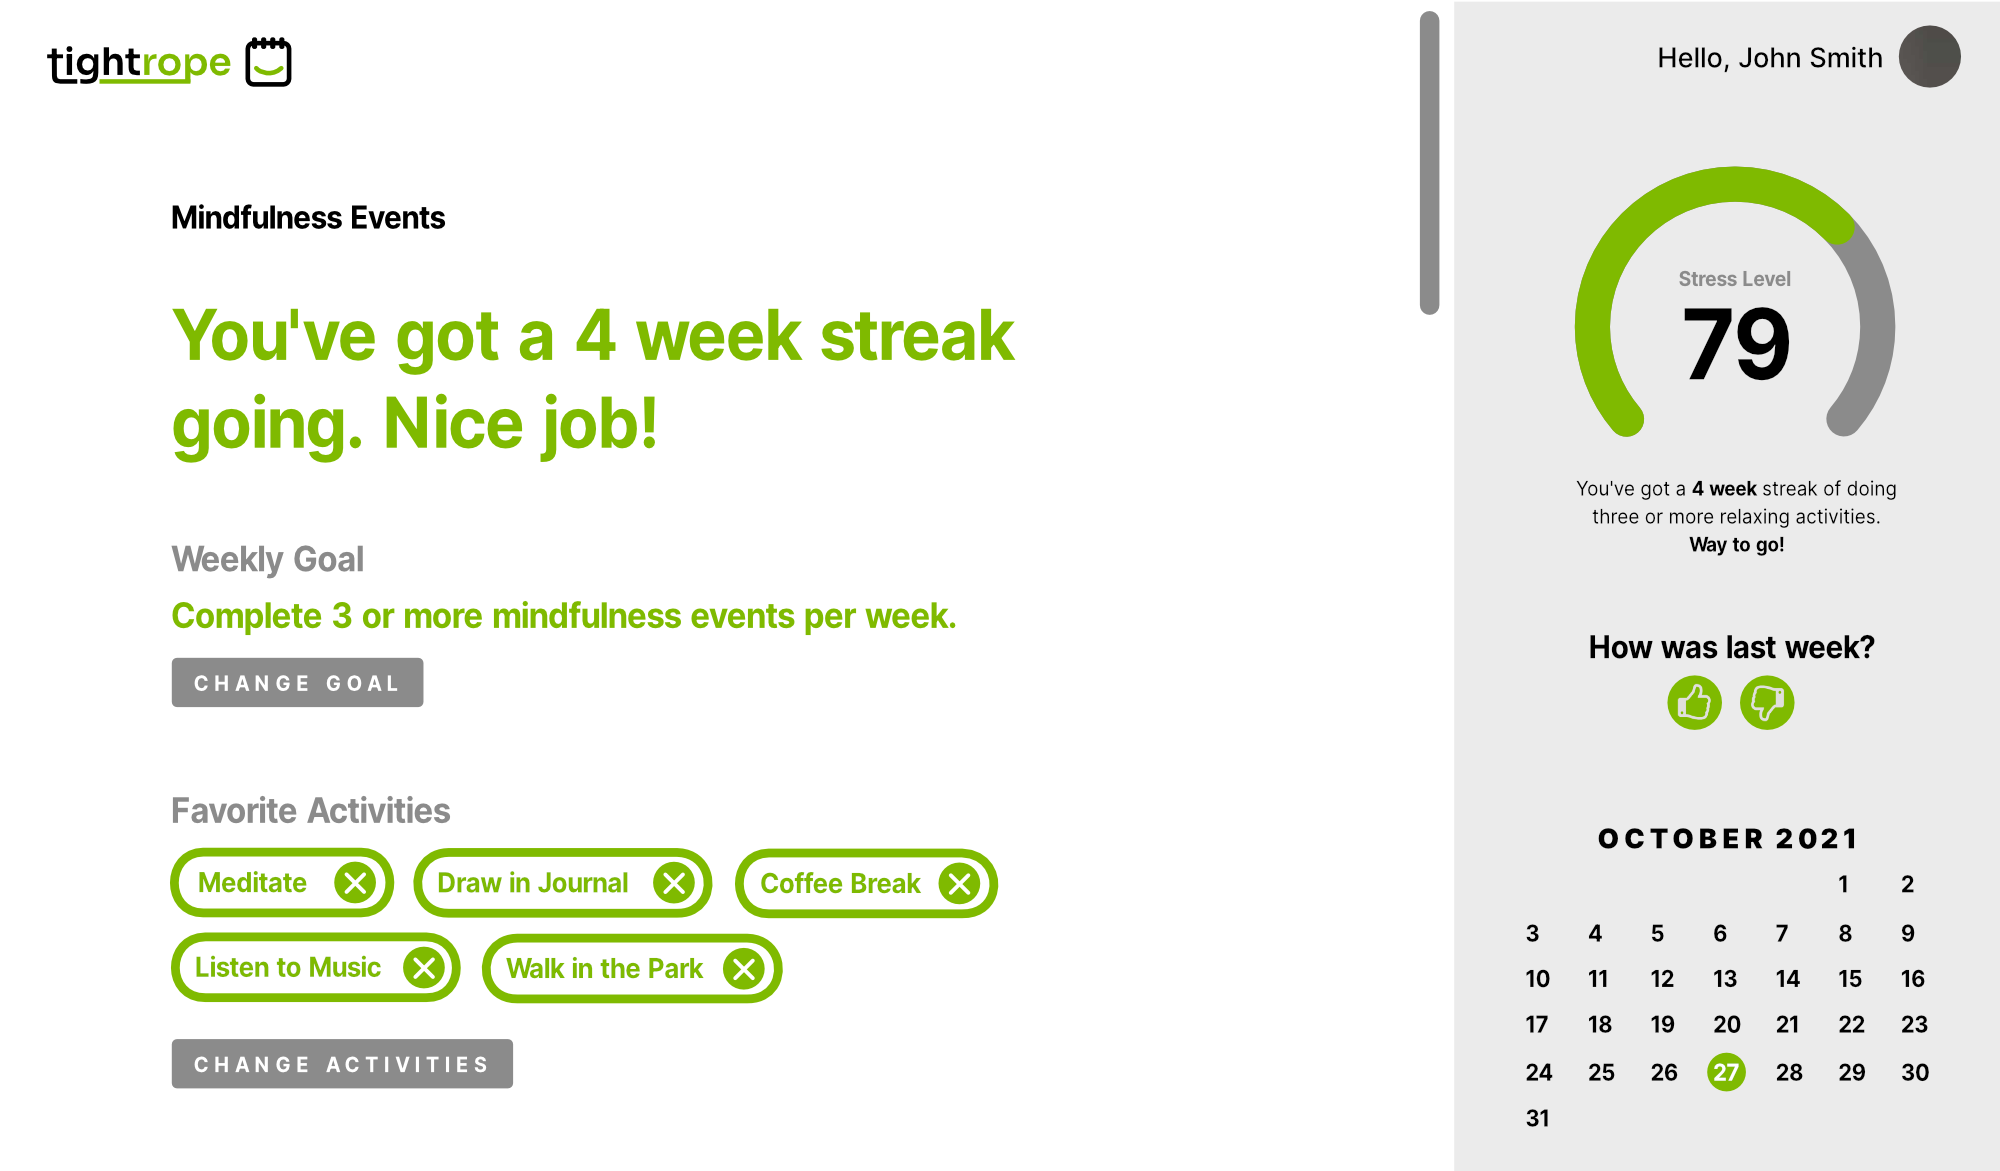 tightrope
Mindfulness Events
You've got a 4 week streak
going. Nice job!
Weekly Goal
Complete 3 or more mindfulness events per week.
CHANGE GOAL
Favorite Activities
Meditate
Draw in Journal
Coffee Break
Listen to Music
Walk in the Park
CHANGE ACTIVITIES
Hello, John Smith
Stress Level
79
You've got a 4 week streak of doing
three or more relaxing activities.
Way to go!
How was last week?
OCTOBER 2021
1 2
3 4 5 6 7 8 9
10 11 12 13 14 15 16
17 18 19 20 21 22 23
24 25 26 27 28 29 30
31